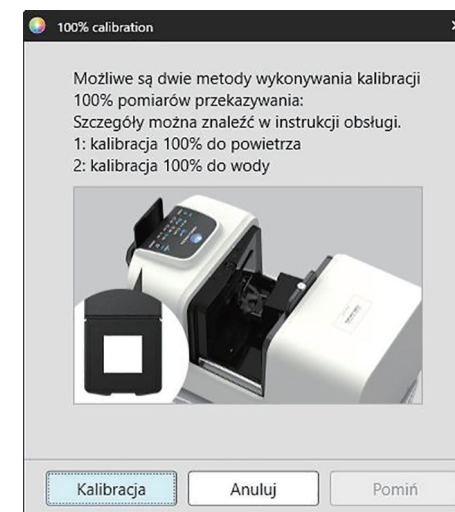 100% calibration
Możliwe są dwie metody wykonywania kalibracji
100% pomiarów przekazywania:
Szczegóły można znaleźć w instrukcji obsługi.
1: kalibracja 100% do powietrza
2: kalibracja 100% do wody
Kalibracja
Anuluj
Pomiń